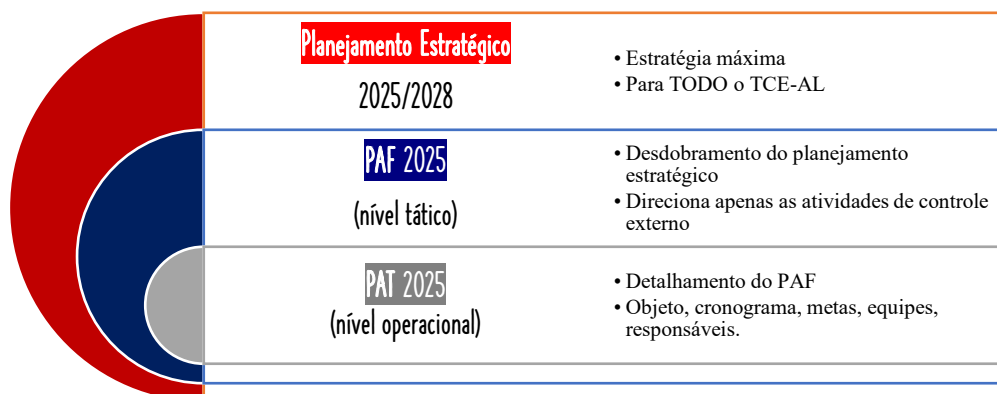 Planejamento Estratégico
2025/2028
• Estratégia máxima
• Para TODO o TCE-AL
PAF 2025
(nível tático)
• Desdobramento do planejamento
estratégico
• Direciona apenas as atividades de controle
externo
PAT 2025
(nível operacional)
• Detalhamento do PAF
• Objeto, cronograma, metas, equipes,
responsáveis.